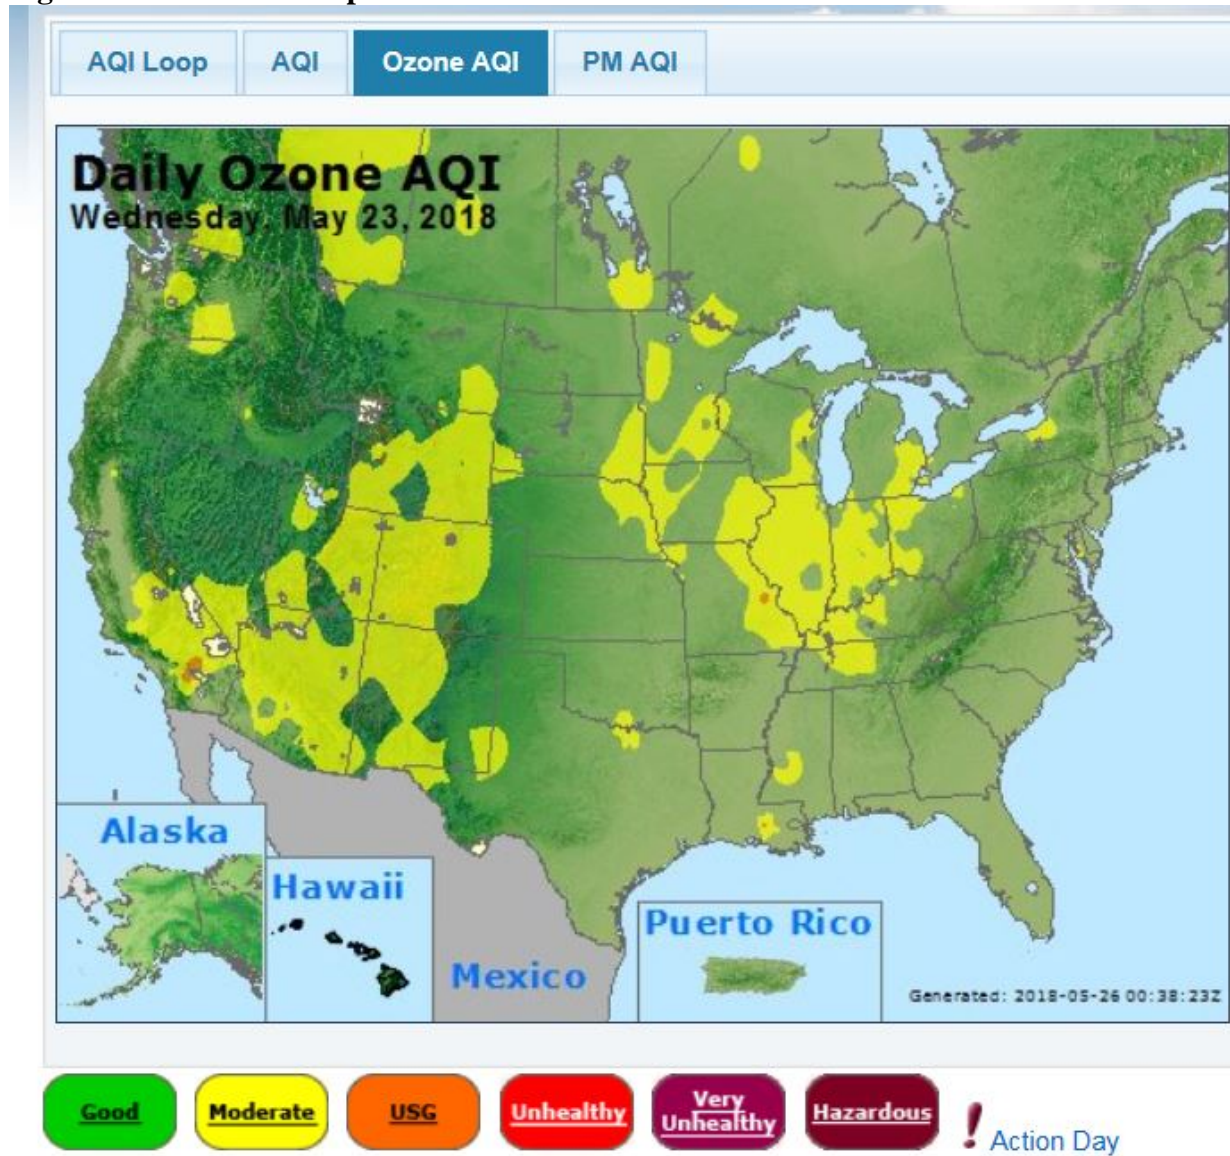 AQI Loop AQI Ozone AQI PM AQI
Daily Ozone AQI
Wednesday, May 23, 2018
Alaska
Hawaii
Mexico
Puerto Rico
Generated: 2018-05-26 00:38:23Z
Good Moderate USG Unhealthy Very Unhealthy Hazardous ! Action Day